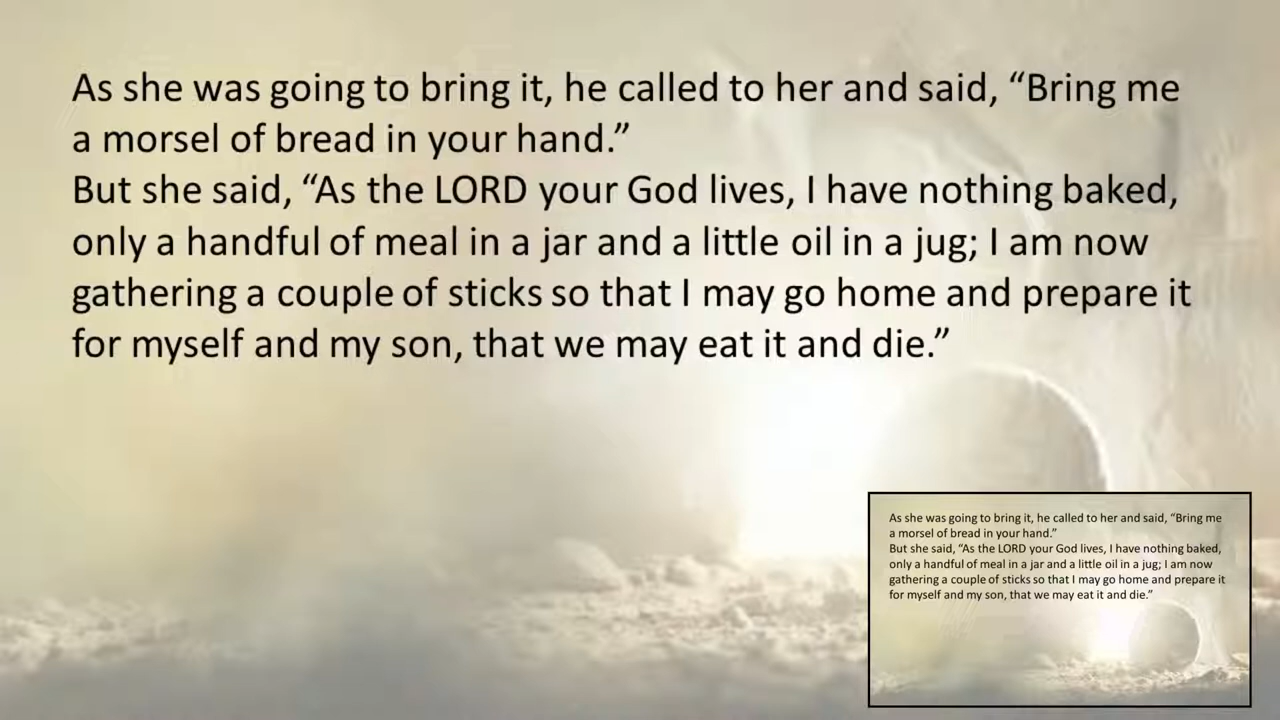 As she was going to bring it, he called to her and said, “Bring me
a morsel of bread in your hand.”
But she said, “As the LORD your God lives, I have nothing baked,
only a handful of meal in a jar and a little oil in a jug; I am now
gathering a couple of sticks so that I may go home and prepare it
for myself and my son, that we may eat it and die.”
As she was going to bring it, he called to her and said, “Bring me
a morsel of bread in your hand.”
But she said, “As the LORD your God lives, I have nothing baked,
only a handful of meal in a jar and a little oil in a jug; I am now
gathering a couple of sticks so that I may go home and prepare it
for myself and my son, that we may eat it and die.”